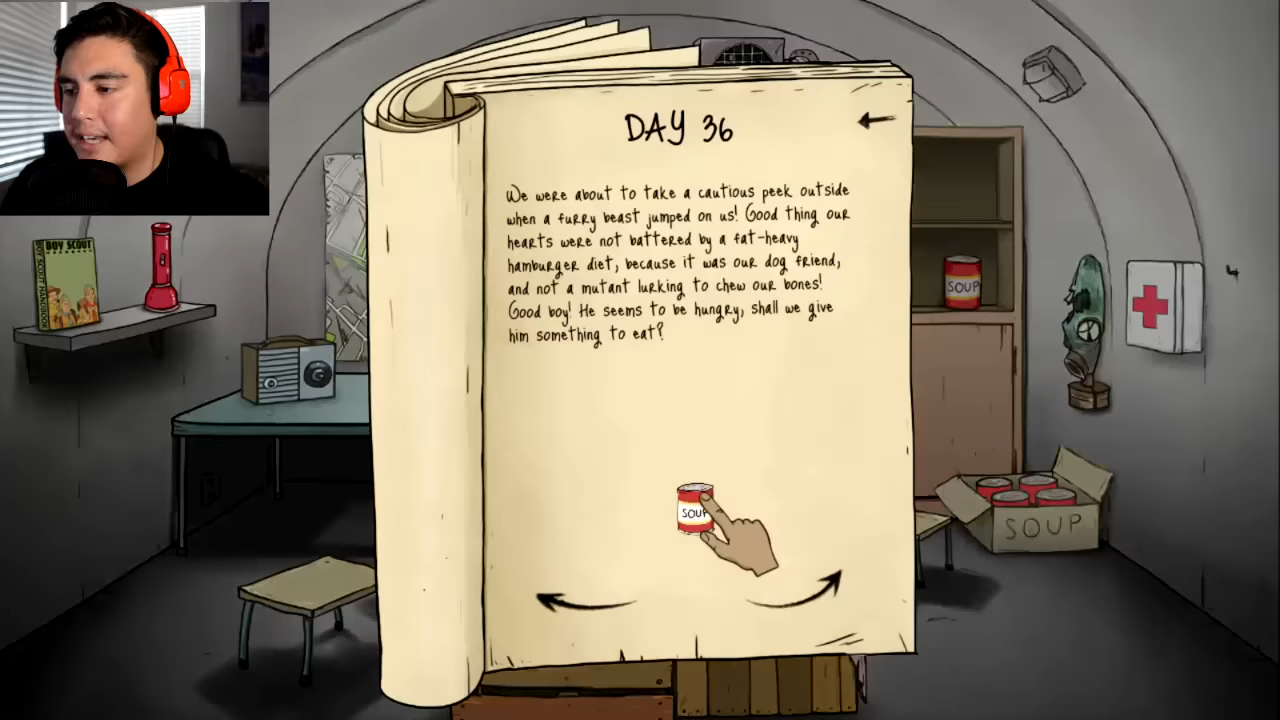 DAY 36
We were about to take a cautious peek outside
when a furry beast jumped on us! Good thing our
hearts were not battered by a fat-heavy
hamburger diet, because it was our dog friend,
and not a mutant lurking to chew our bones!
Good boy! He seems to be hungry, shall we give
him something to eat?
SOUP
BOY SCOUT
BOY SCOUT HANDBOOK
SOUP
SOUP